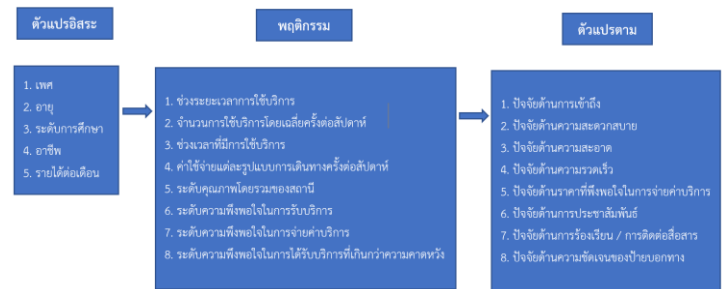 ตัวแปรอิสระ
1. เพศ
2. อายุ
3. ระดับการศึกษา
4. อาชีพ
5. รายได้ต่อเดือน
พฤติกรรม
1. ช่วงระยะเวลาการใช้บริการ
2. จำนวนการใช้บริการโดยเฉลี่ยครั้งต่อสัปดาห์
3. ช่วงเวลาที่มีการใช้บริการ
4. ค่าใช้จ่ายแต่ละรูปแบบการเดินทางครั้งต่อสัปดาห์
5. ระดับคุณภาพโดยรวมของสถานี
6. ระดับความพึงพอใจในการรับบริการ
7. ระดับความพึงพอใจในการจ่ายค่าบริการ
8. ระดับความพึงพอใจในการได้รับบริการที่เกินกว่าความคาดหวัง
ตัวแปรตาม
1. ปัจจัยด้านการเข้าถึง
2. ปัจจัยด้านความสะดวกสบาย
3. ปัจจัยด้านความสะอาด
4. ปัจจัยด้านความรวดเร็ว
5. ปัจจัยด้านราคาที่พึงพอใจในการจ่ายค่าบริการ
6. ปัจจัยด้านการประชาสัมพันธ์
7. ปัจจัยด้านการร้องเรียน / การติดต่อสื่อสาร
8. ปัจจัยด้านความชัดเจนของป้ายบอกทาง